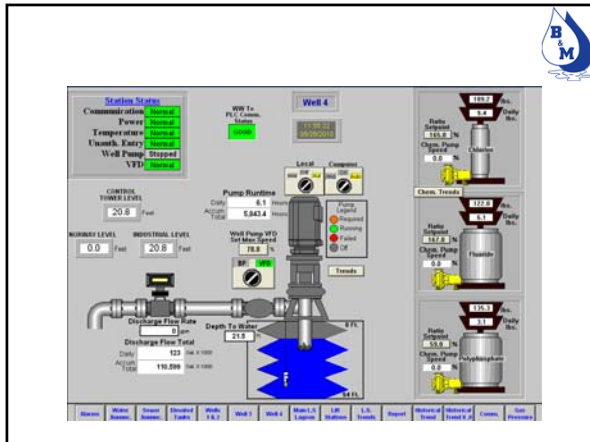 B & M
Station Status
Communication Normal
Power Normal
Temperature Normal
Unauth. Entry Normal
Well Pump Stopped
VFD Normal
WW To
PLC Comm.
Status
GOOD
Well 4
CONTROL
TOWER LEVEL
20.8 Feet
NORWAY LEVEL
0.0 Feet
INDUSTRIAL LEVEL
20.8 Feet
Pump Runtime
Daily 6.1 Hours
Accum.
Total 5,843.4 Hours
Well Pump VFD
Set Max Speed
78.8 %
BP VFD
Local
Computer
Pump
Legend
Required
Running
Failed
Off
Trends
Discharge Flow Rate
0 gpm
Discharge Flow Total
Daily 123 Gal. X 1000
Accum.
Total 110,599 Gal. X 1000
Depth To Water
21.5 Ft.
0 Ft.
54 Ft.
109.2 lbs.
9.4 Daily
lbs.
Ratio
Setpoint
165.0 %
Chem. Pump
Speed
0.0 %
Chlorine
Chem. Trends
122.8 lbs.
6.1 Daily
lbs.
Ratio
Setpoint
167.0 %
Chem. Pump
Speed
0.0 %
Fluoride
135.3 lbs.
3.1 Daily
lbs.
Ratio
Setpoint
59.0 %
Chem. Pump
Speed
0.0 %
Polyphosphate
Alarms
Water
Autonuc.
Sewer
Elevated
Tanks
Wells
1 & 2
Well 3
Well 4
Main L.S.
Lagoon
Lift
Stations
L.S.
Trends
Report
Historical
Trend
Historical
Trend
Comm.
Gas
Pressure